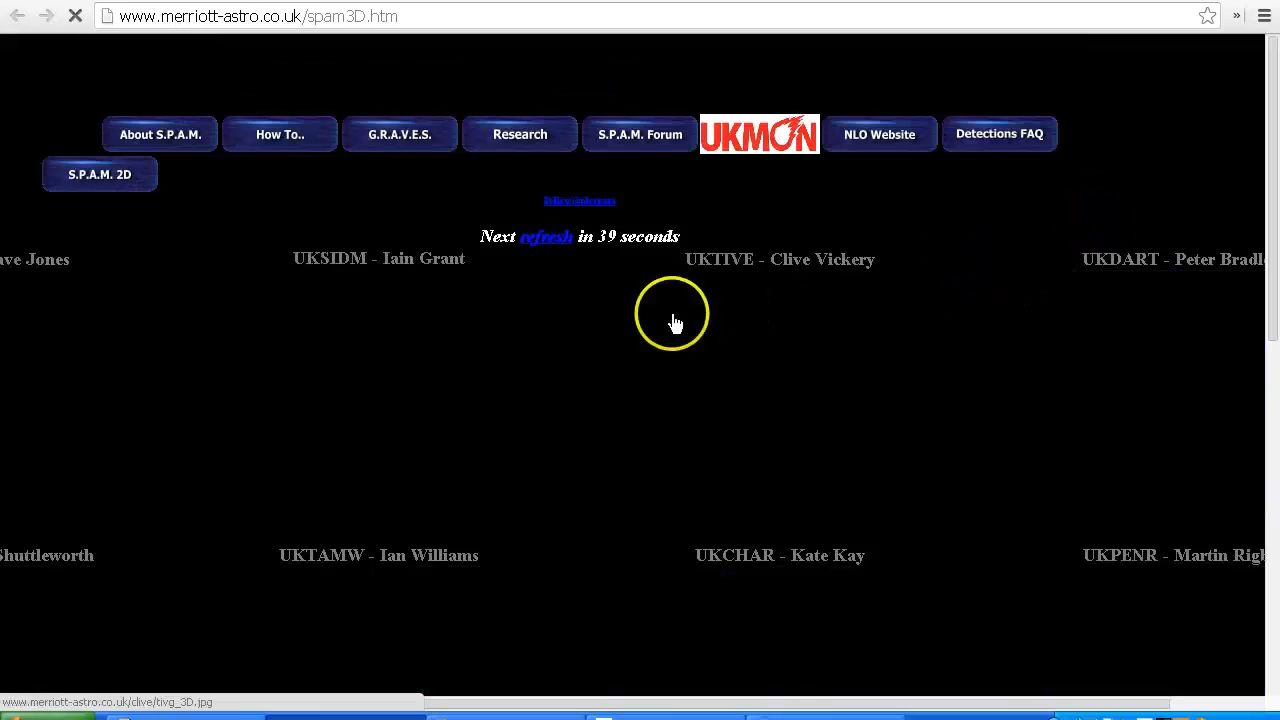 www.merriott-astro.co.uk/spam3D.htm
»
About S.P.A.M.
How To..
G.R.A.V.E.S.
Research
S.P.A.M. Forum
UKMON
NLO Website
Detections FAQ
S.P.A.M. 2D
Next refresh in 39 seconds
ave Jones
UKSIDM - Iain Grant
UKTIVE - Clive Vickery
UKDART - Peter Bradle
Shuttleworth
UKTAMW - Ian Williams
UKCHAR - Kate Kay
UKPENR - Martin Rigb
www.merriott-astro.co.uk/clive/tivg_3D.jpg